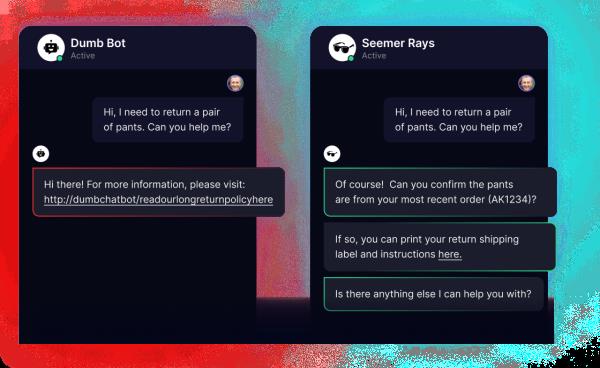 Dumb Bot
Active
Hi, I need to return a pair
of pants. Can you help me?
Hi there! For more information, please visit:
http://dumbchatbot/readourlongreturnpolicyhere
Seemer Rays
Active
Hi, I need to return a pair
of pants. Can you help me?
Of course!  Can you confirm the pants
are from your most recent order (AK1234)?
If so, you can print your return shipping
label and instructions here.
Is there anything else I can help you with?